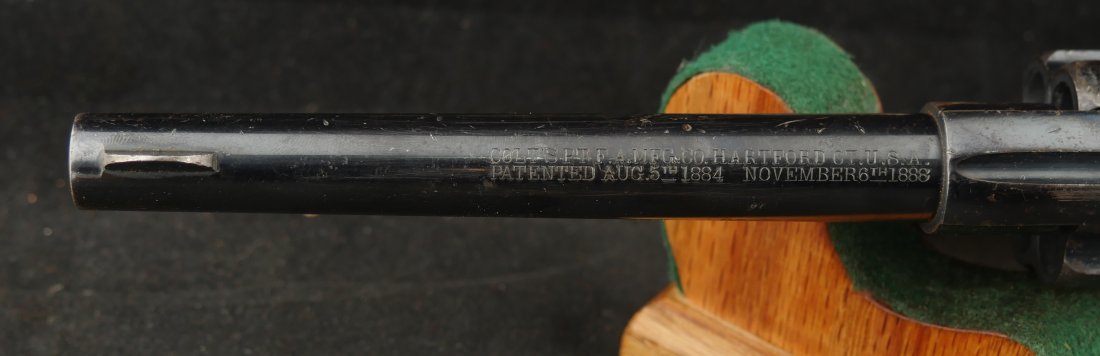 COLT'S PT. F. A. MFG. CO. HARTFORD CT. U.S.A.
PATENTED AUG. 5TH 1884 NOVEMBER 6TH 1888